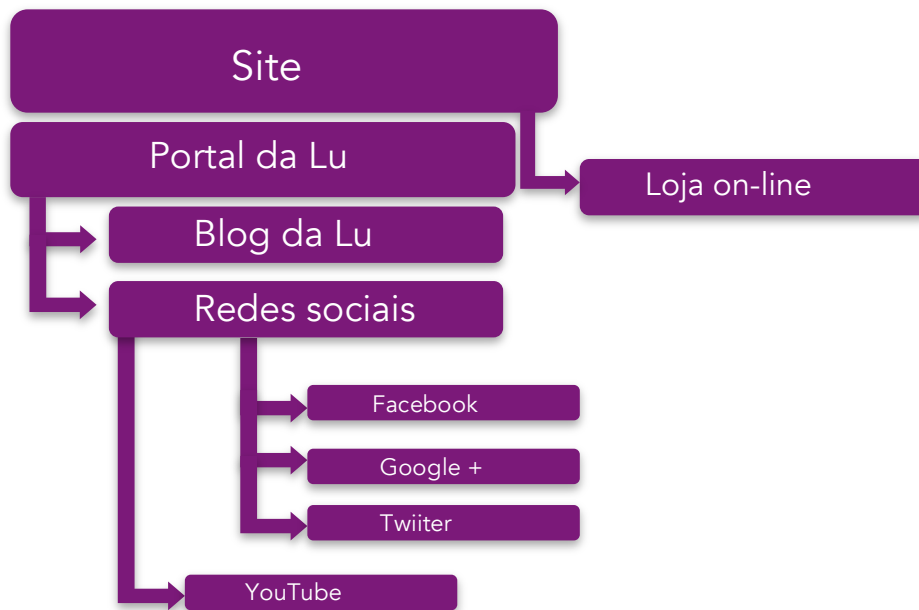 Site
Portal da Lu
Loja on-line
Blog da Lu
Redes sociais
Facebook
Google +
Twiiter
YouTube